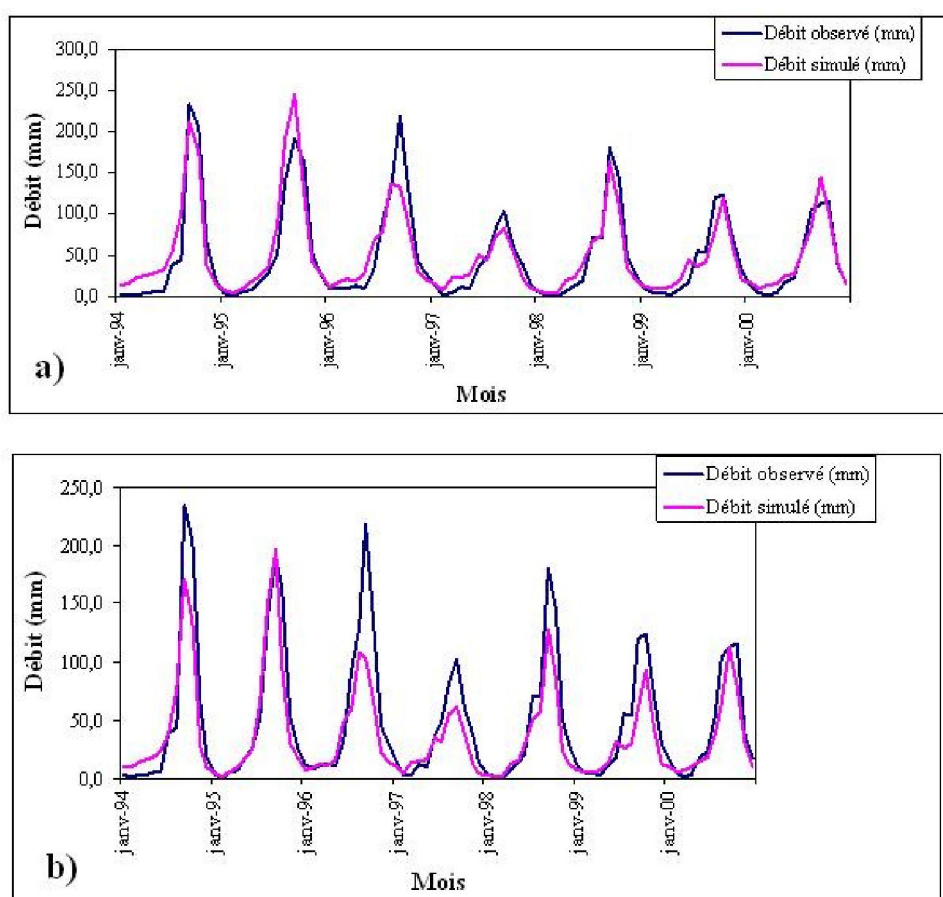 Débit observé (mm)
Débit simulé (mm)
300,0
250,0
200,0
150,0
100,0
50,0
0,0
Débit (mm)
janv-94
janv-95
janv-96
janv-97
janv-98
janv-99
janv-00
a)
Mois
Débit observé (mm)
Débit simulé (mm)
250,0
200,0
150,0
100,0
50,0
0,0
Débit (mm)
janv-94
janv-95
janv-96
janv-97
janv-98
janv-99
janv-00
b)
Mois